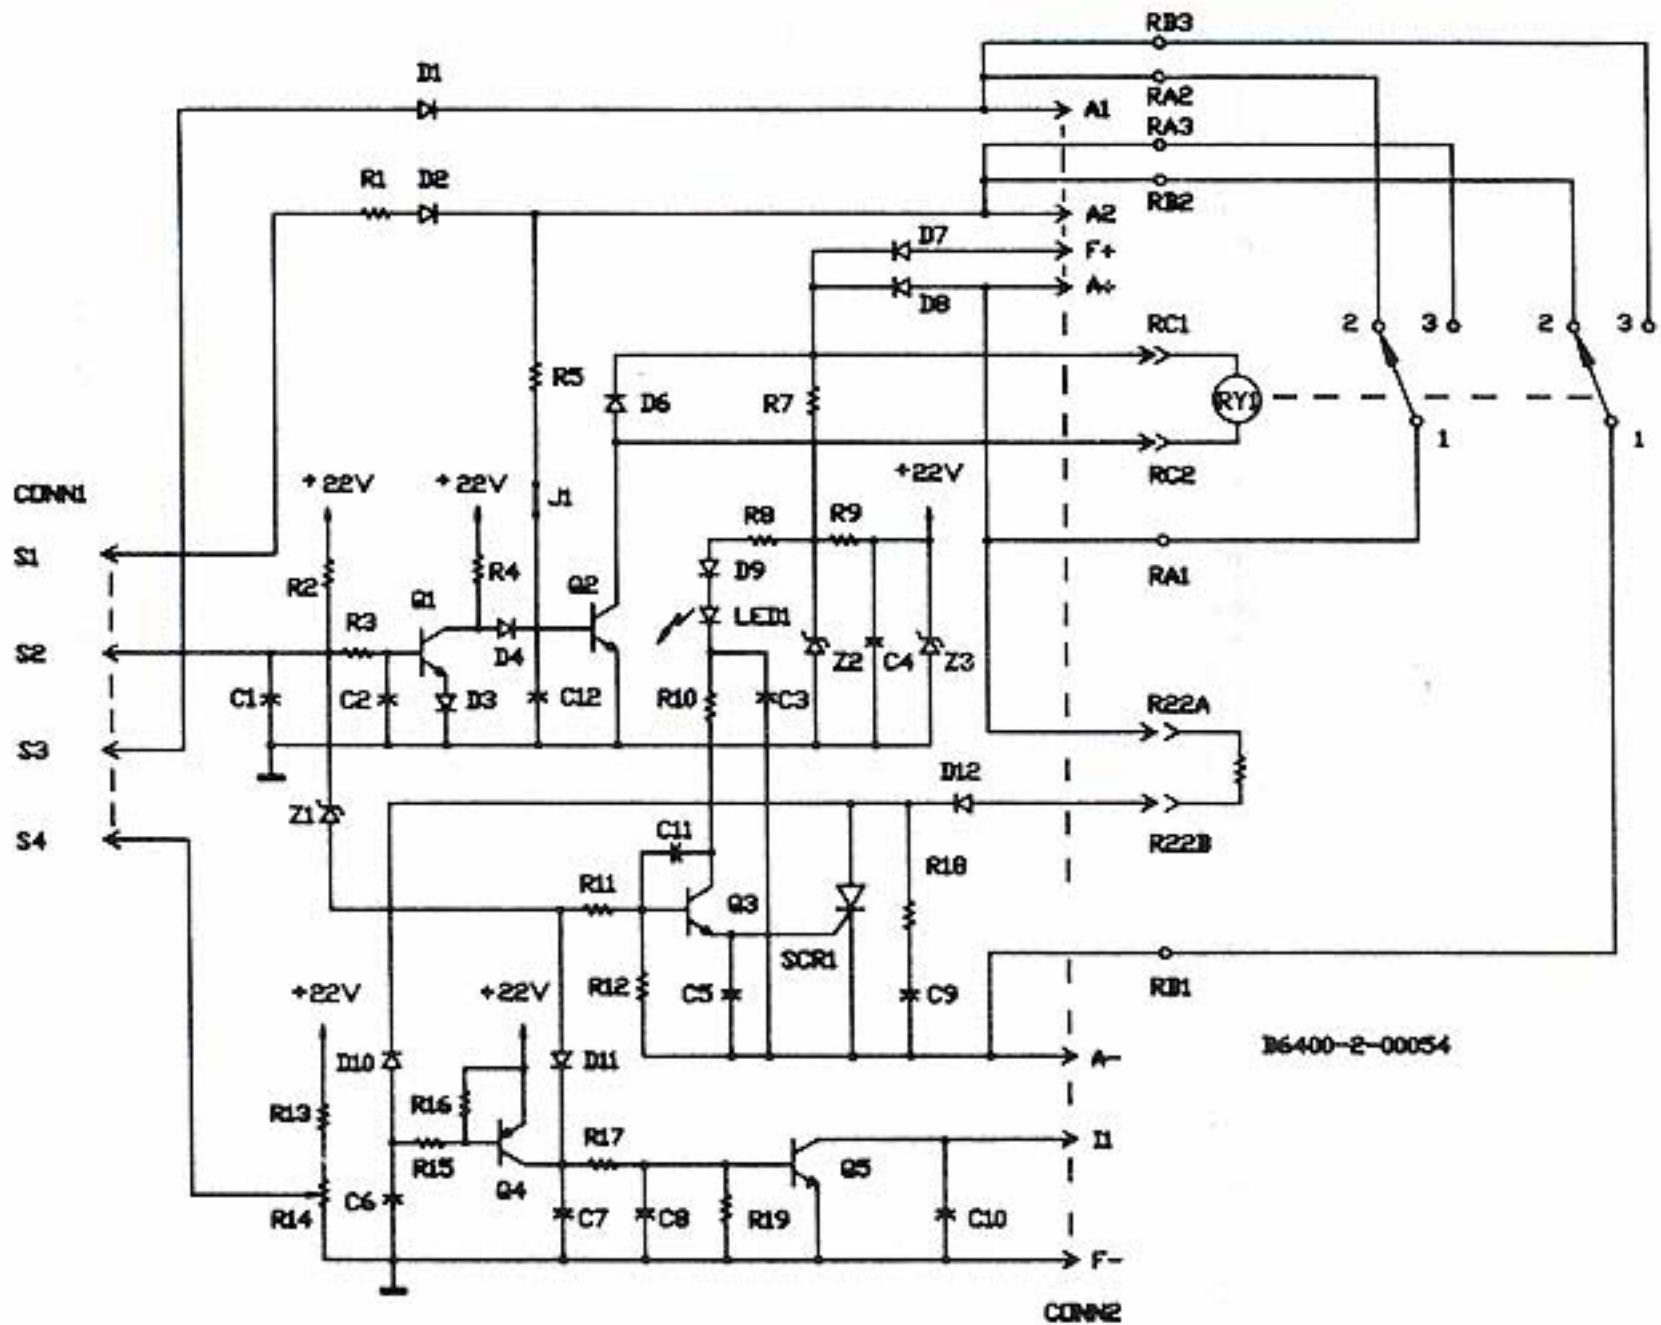 RB3
D1
RA2
A1
RA3
R1 D2
RB2
A2
D7
F+
A+
D8
RC1
2 3 2 3
R5
D6
R7
RY1
1 1
RC2
+22V +22V +22V
CONN1
J1
R8 R9
S1
R2
R4
Q2
D9
RA1
Q1
R3
LED1
S2
D4
Z2 C4 Z3
C1 C2 D3 C12 R10 C3
R22A
S3
D12
Z1
S4
C11
R22B
R18
R11
Q3
SCR1
R12 C5 C9
RB1
+22V +22V
D10 D11
A-
B6400-2-00054
R16
R13
R17
I1
R15
Q4
Q5
R14
C6
C7 C8 R19 C10
F-
CONN2